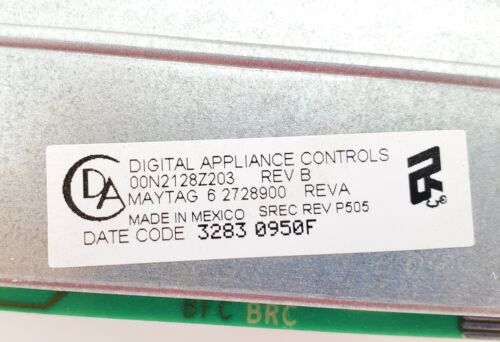 CDA
DIGITAL APPLIANCE CONTROLS
00N2128Z203 REV B
MAYTAG 6 2728900 REVA
MADE IN MEXICO SREC REV P505
DATE CODE 3283 0950F
BFC BRC